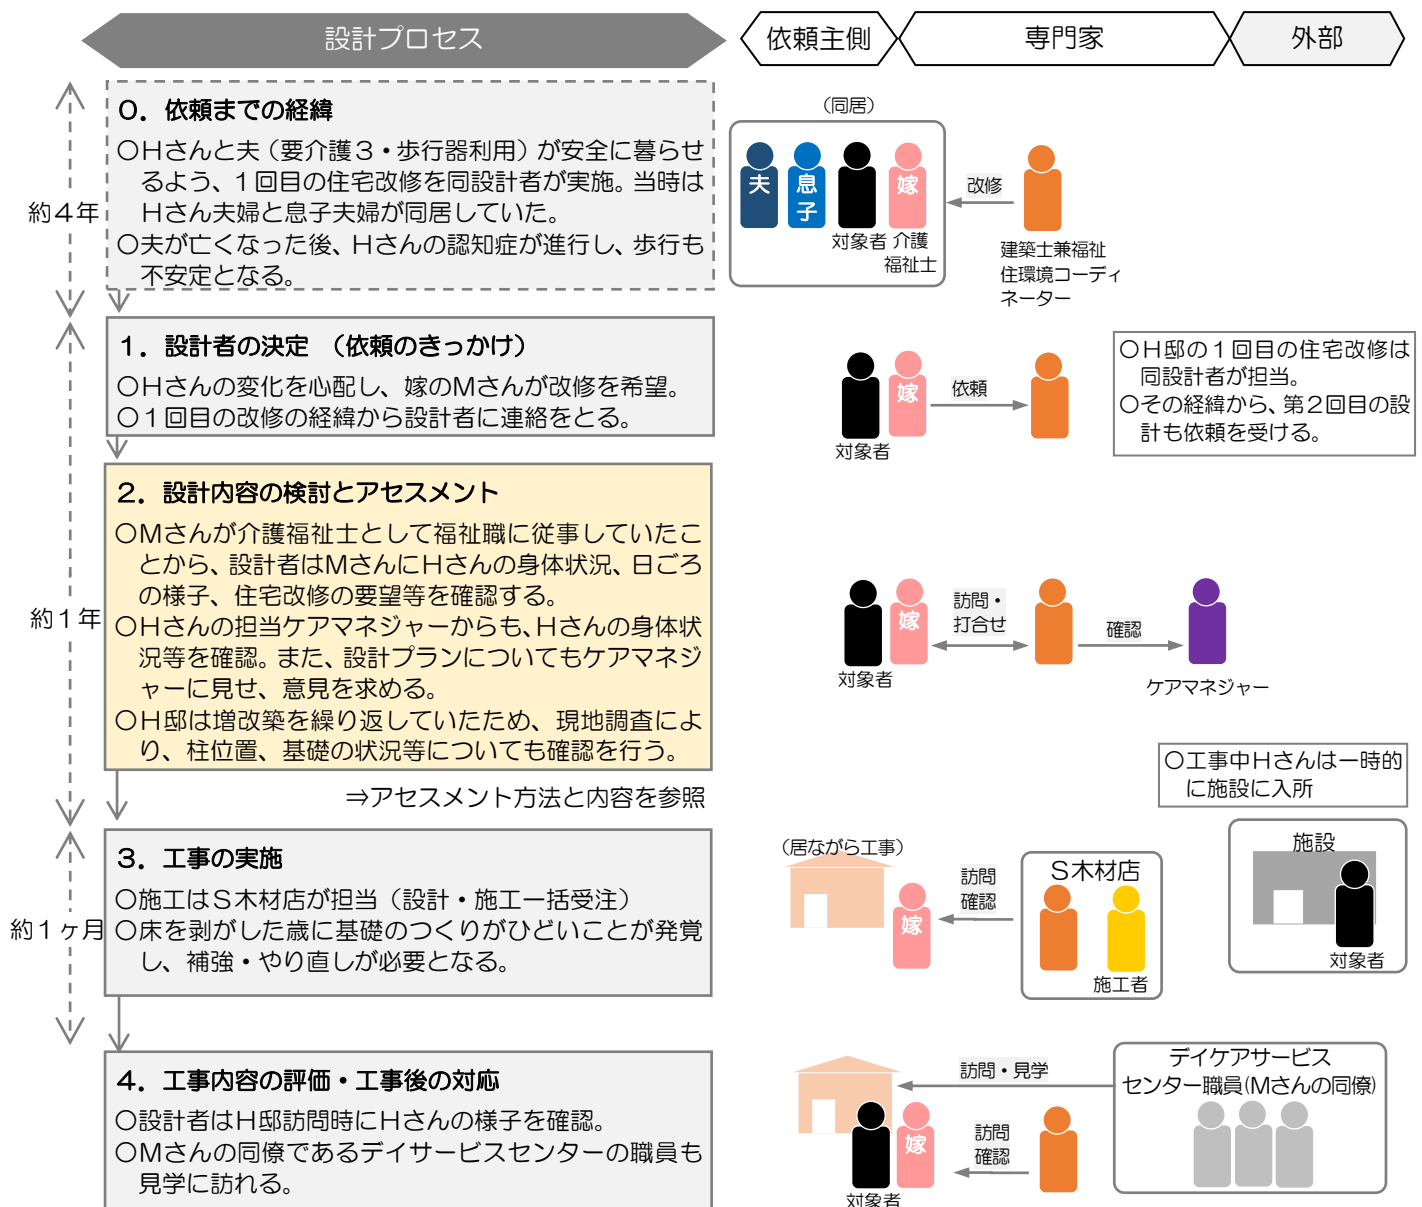 設計プロセス
依頼主側
専門家
外部
約4年
0. 依頼までの経緯
○Hさんと夫（要介護3・歩行器利用）が安全に暮らせ
るよう、1回目の住宅改修を同設計者が実施。当時は
Hさん夫婦と息子夫婦が同居していた。
○夫が亡くなった後、Hさんの認知症が進行し、歩行も
不安定となる。
（同居）
夫
息
子
嫁
対象者
介護
福祉士
改修
建築士兼福祉
住環境コーディ
ネーター
約1年
1. 設計者の決定　（依頼のきっかけ）
○Hさんの変化を心配し、嫁のMさんが改修を希望。
○1回目の改修の経緯から設計者に連絡をとる。
嫁
対象者
依頼
○H邸の1回目の住宅改修は
同設計者が担当。
○その経緯から、第2回目の設
計も依頼を受ける。
2. 設計内容の検討とアセスメント
○Mさんが介護福祉士として福祉職に従事していたこ
とから、設計者はMさんにHさんの身体状況、日ごろ
の様子、住宅改修の要望等を確認する。
○Hさんの担当ケアマネジャーからも、Hさんの身体状
況等を確認。また、設計プランについてもケアマネジ
ャーに見せ、意見を求める。
○H邸は増改築を繰り返していたため、現地調査によ
り、柱位置、基礎の状況等についても確認を行う。
⇒アセスメント方法と内容を参照
嫁
対象者
訪問・
打合せ
確認
ケアマネジャー
○工事中Hさんは一時的
に施設に入所
約1ヶ月
3. 工事の実施
○施工はS木材店が担当（設計・施工一括受注）
○床を剥がした歳に基礎のつくりがひどいことが発覚
し、補強・やり直しが必要となる。
（居ながら工事）
嫁
訪問
確認
S木材店
施工者
施設
対象者
4. 工事内容の評価・工事後の対応
○設計者はH邸訪問時にHさんの様子を確認。
○Mさんの同僚であるデイサービスセンターの職員も
見学に訪れる。
嫁
対象者
訪問・見学
訪問
確認
デイケアサービス
センター職員(Mさんの同僚)